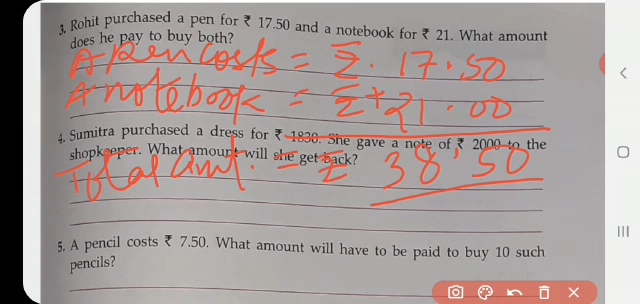 3. Rohit purchased a pen for ₹ 17.50 and a notebook for ₹ 21. What amount
does he pay to buy both?
A pen costs = ₹. 17.50
A notebook = ₹ +21.00
4. Sumitra purchased a dress for ₹ 1830. She gave a note of ₹ 2000 to the
shopkeeper. What amount will she get back?
Total amt. = ₹ 38.50
5. A pencil costs ₹ 7.50. What amount will have to be paid to buy 10 such
pencils?